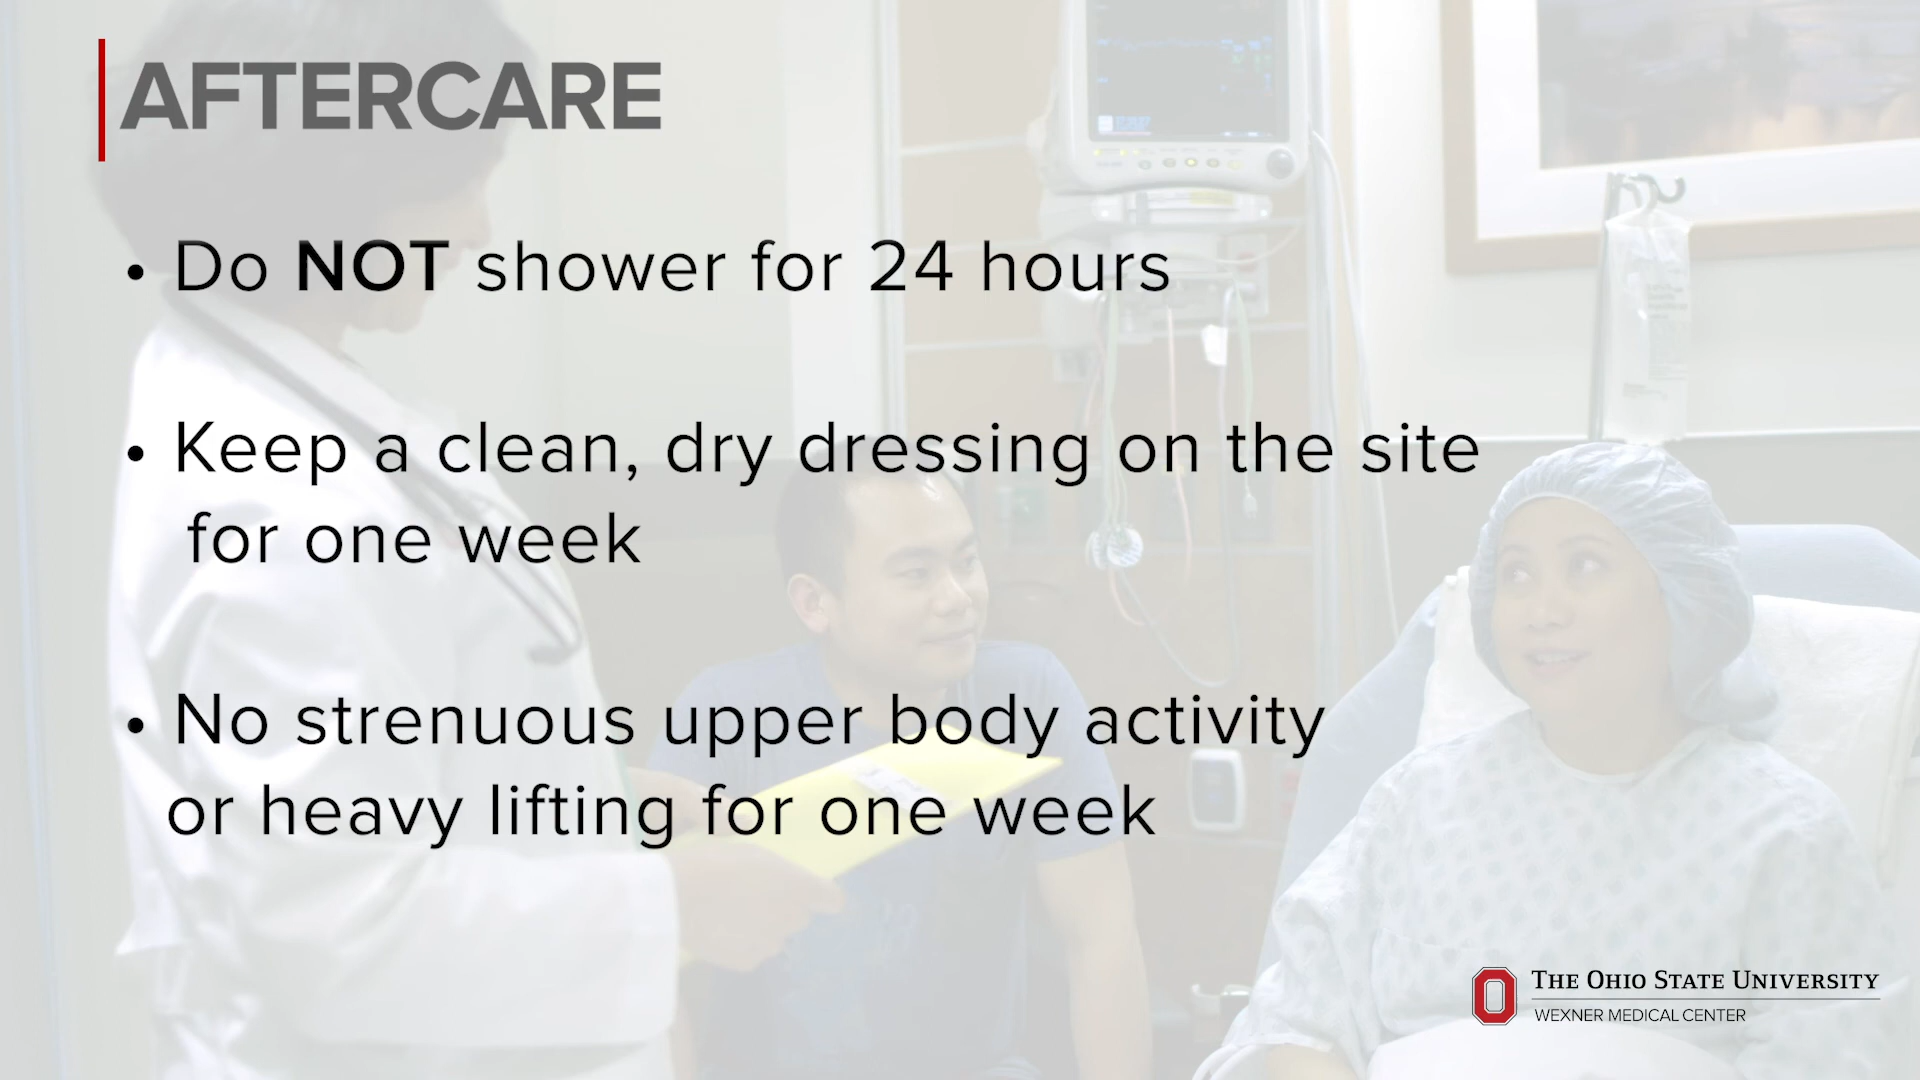 AFTERCARE
• Do NOT shower for 24 hours
• Keep a clean, dry dressing on the site
for one week
• No strenuous upper body activity
or heavy lifting for one week
THE OHIO STATE UNIVERSITY
WEXNER MEDICAL CENTER